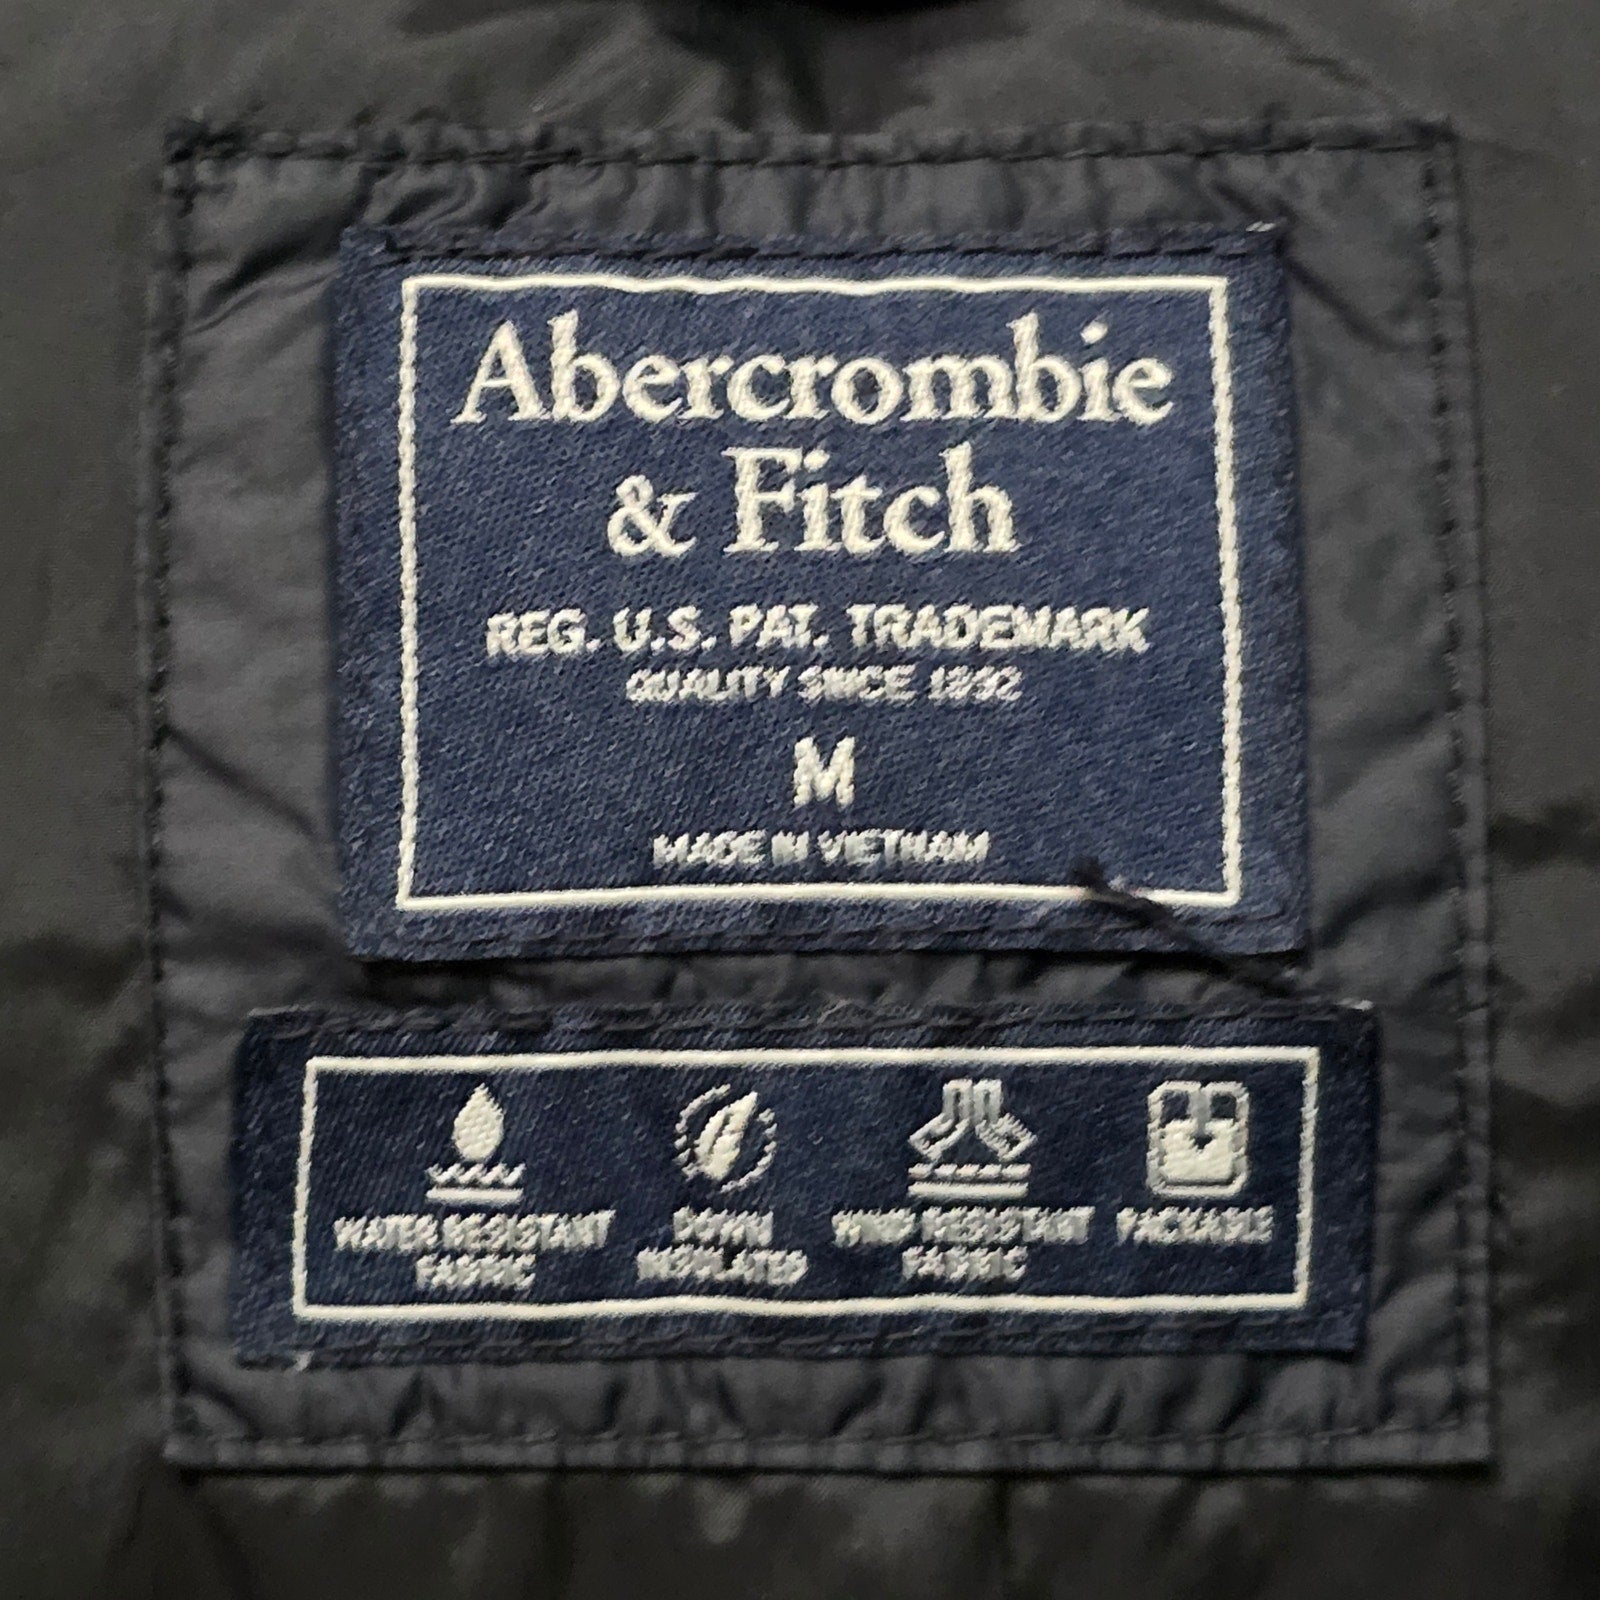 Abercrombie
& Fitch
REG. U.S. PAT. TRADEMARK
QUALITY SINCE 1892
M
MADE IN VIETNAM
WATER RESISTANT
FABRIC
DOWN
INSULATED
WIND RESISTANT
FABRIC
PACKABLE